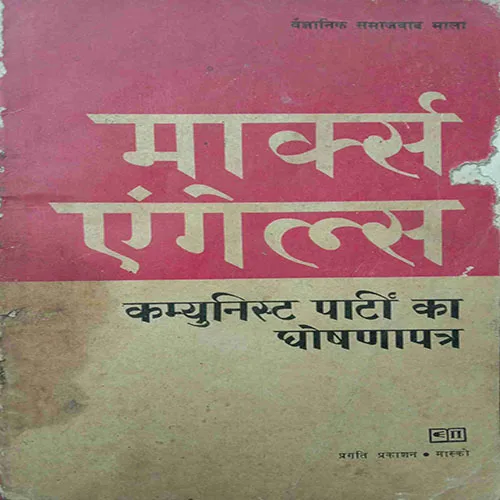 वैज्ञानिक समाजवाद माला
मार्क्स
एंगेल्स
कम्युनिस्ट पार्टी का
घोषणापत्र
प्रगति प्रकाशन • मास्को